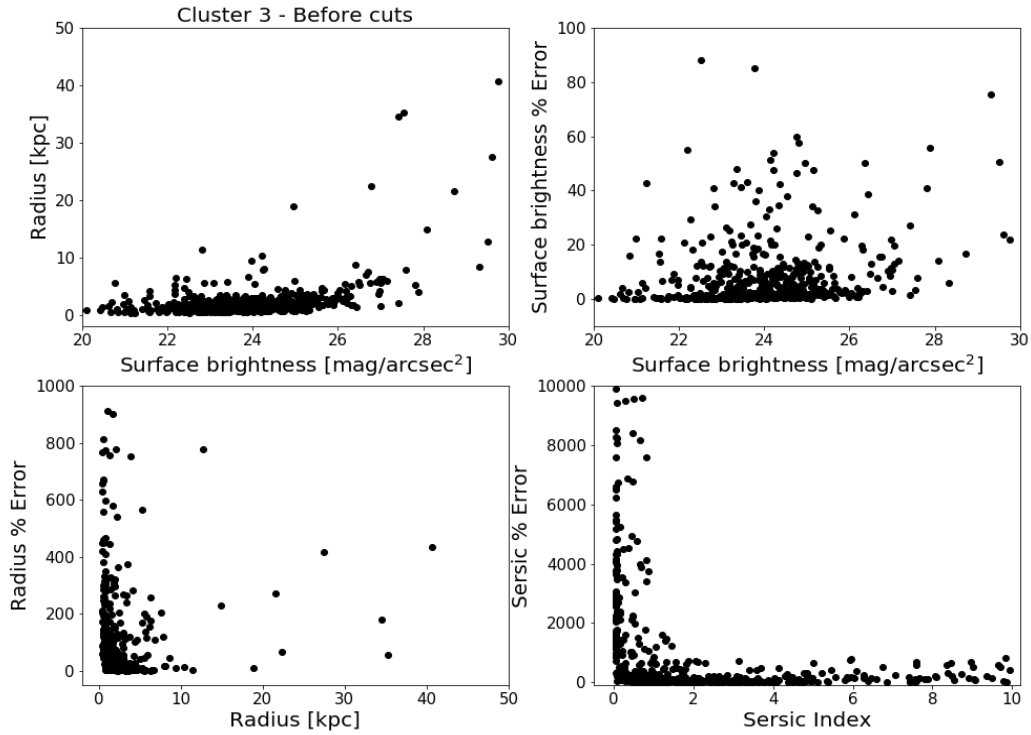 Cluster 3 - Before cuts
50
40
30
20
10
0
Radius [kpc]
20 22 24 26 28 30
Surface brightness [mag/arcsec²]
100
80
60
40
20
0
Surface brightness % Error
20 22 24 26 28 30
Surface brightness [mag/arcsec²]
1000
800
600
400
200
0
Radius % Error
0 10 20 30 40 50
Radius [kpc]
10000
8000
6000
4000
2000
0
Sersic % Error
0 2 4 6 8 10
Sersic Index